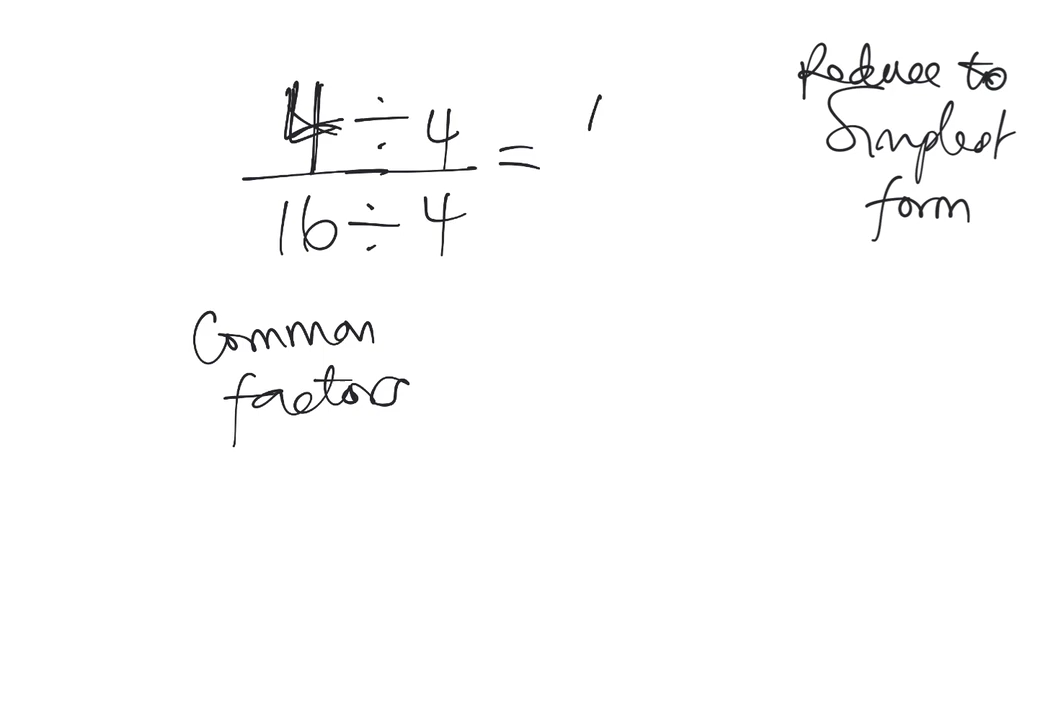 4 ÷ 4 = 1
16 ÷ 4
Reduce to
Simplest
form
Common
factors